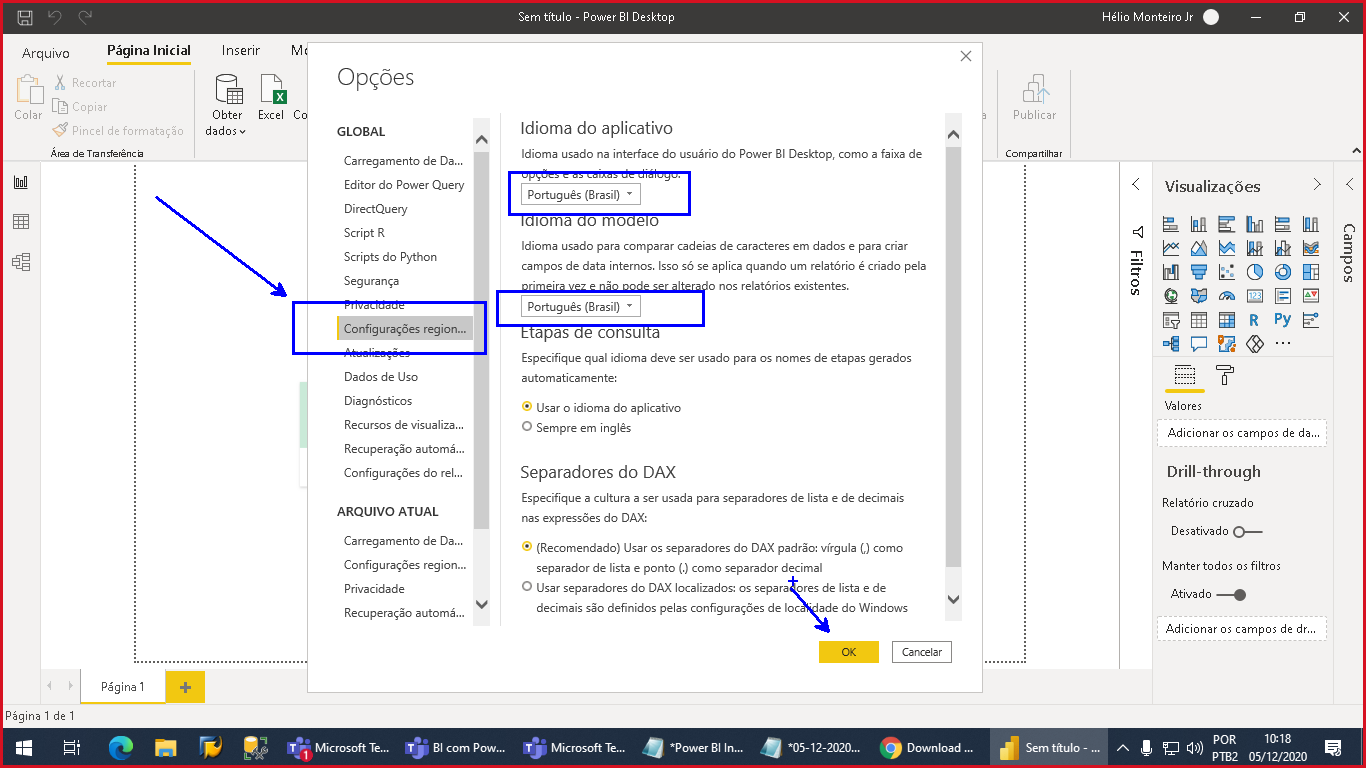 Sem título - Power BI Desktop
Hélio Monteiro Jr
Arquivo
Página Inicial
Inserir
Recortar
Copiar
Pincel de formatação
Colar
Área de Transferência
Obter
dados
Excel
Publicar
Compartilhar
Opções
GLOBAL
Carregamento de Da...
Editor do Power Query
DirectQuery
Script R
Scripts do Python
Segurança
Privacidade
Configurações region...
Atualizações
Dados de Uso
Diagnósticos
Recursos de visualiza...
Recuperação automá...
Configurações do rel...
ARQUIVO ATUAL
Carregamento de Da...
Configurações region...
Privacidade
Recuperação automá...
Idioma do aplicativo
Idioma usado na interface do usuário do Power BI Desktop, como a faixa de
opções e as caixas de diálogo.
Português (Brasil)
Idioma do modelo
Idioma usado para comparar cadeias de caracteres em dados e para criar
campos de data internos. Isso só se aplica quando um relatório é criado pela
primeira vez e não pode ser alterado nos relatórios existentes.
Português (Brasil)
Etapas de consulta
Especifique qual idioma deve ser usado para os nomes de etapas gerados
automaticamente:
Usar o idioma do aplicativo
Sempre em inglês
Separadores do DAX
Especifique a cultura a ser usada para separadores de lista e de decimais
nas expressões do DAX:
(Recomendado) Usar os separadores do DAX padrão: vírgula (,) como
separador de lista e ponto (.) como separador decimal
Usar separadores do DAX localizados: os separadores de lista e de
decimais são definidos pelas configurações de localidade do Windows
OK
Cancelar
Filtros
Visualizações
Campos
123
R
Py
Valores
Adicionar os campos de da...
Drill-through
Relatório cruzado
Desativado
Manter todos os filtros
Ativado
Adicionar os campos de dr...
Página 1
Página 1 de 1
1
Microsoft Te...
BI com Pow...
Microsoft Te...
*Power BI In...
*05-12-2020...
Download ...
Sem título - ...
POR
PTB2
10:18
05/12/2020